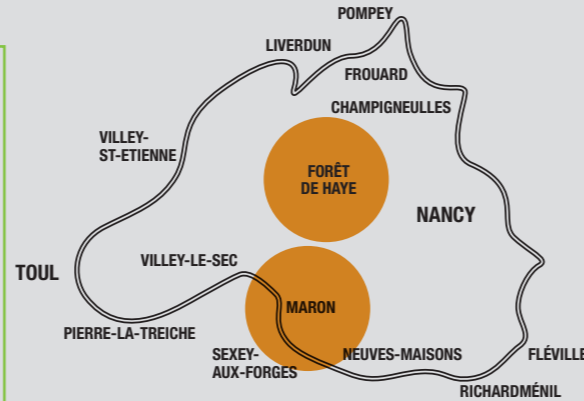 POMPEY
LIVERDUN
FROUARD
CHAMPIGNEULLES
VILLEY-
ST-ETIENNE
FORÊT
DE HAYE
NANCY
VILLEY-LE-SEC
TOUL
MARON
PIERRE-LA-TREICHE
SEXEY-
AUX-FORGES
NEUVES-MAISONS
FLÉVILLE
RICHARDMÉNIL